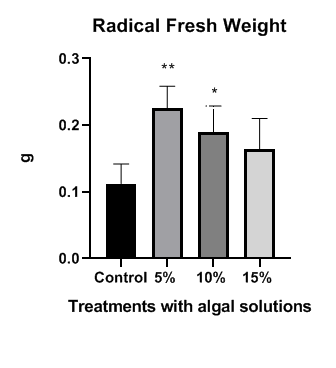 Radical Fresh Weight
0.3
**
*
0.2
g
0.1
0.0
Control 5% 10% 15%
Treatments with algal solutions